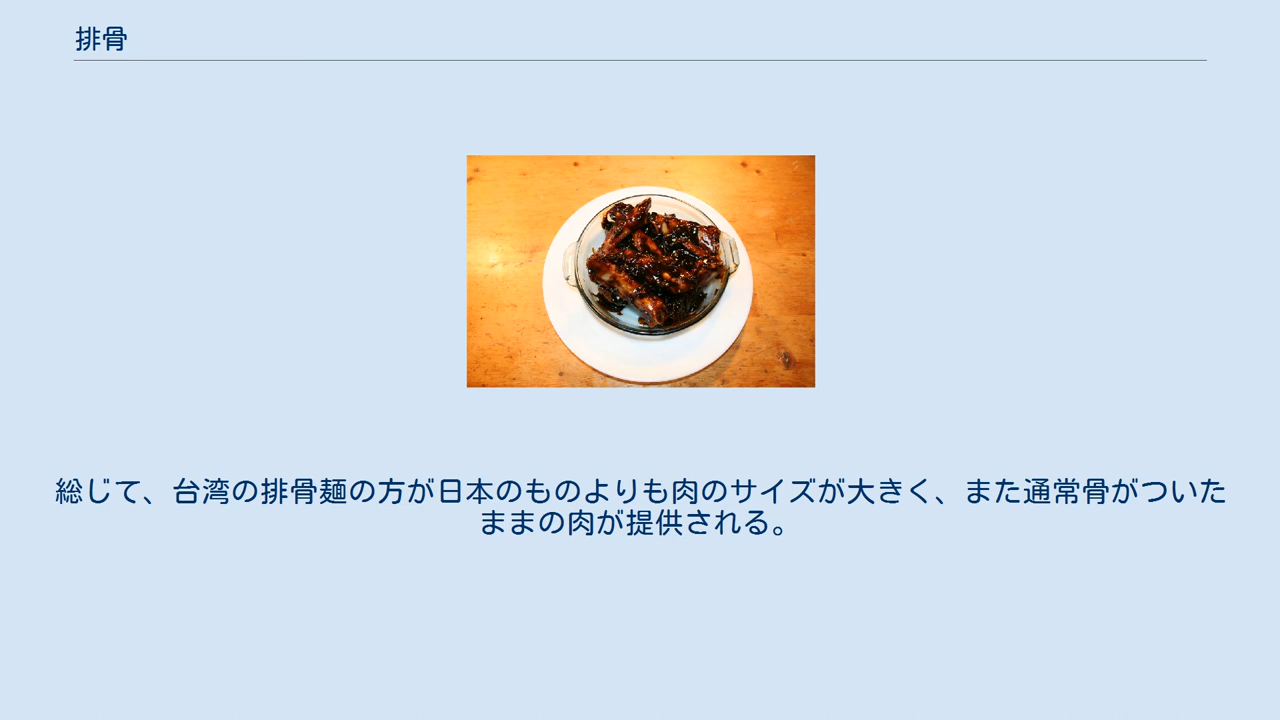 排骨
総じて、台湾の排骨麺の方が日本のものよりも肉のサイズが大きく、また通常骨がついた
ままの肉が提供される。